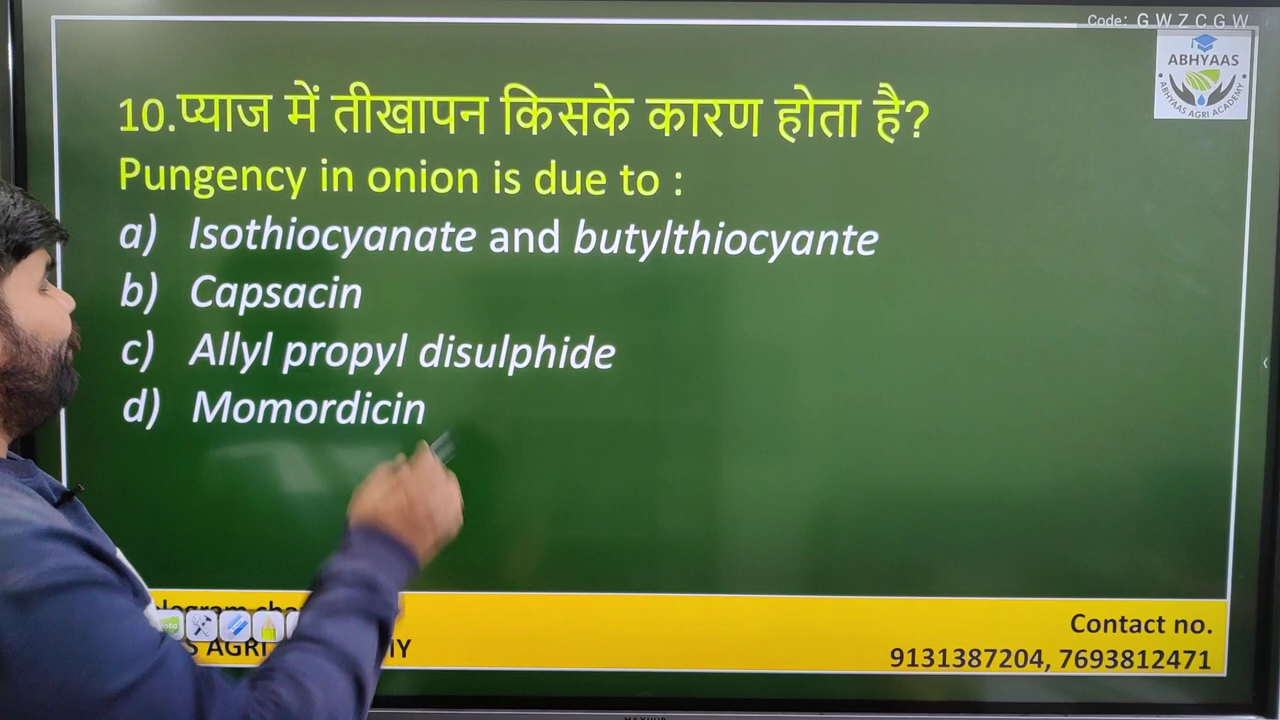 Code: G W Z C G W
ABHYAAS
ABHYAAS AGRI ACADEMY
10.प्याज में तीखापन किसके कारण होता है?
Pungency in onion is due to :
a) Isothiocyanate and butylthiocyante
b) Capsacin
c) Allyl propyl disulphide
d) Momordicin
Contact no.
AGRI
9131387204, 7693812471